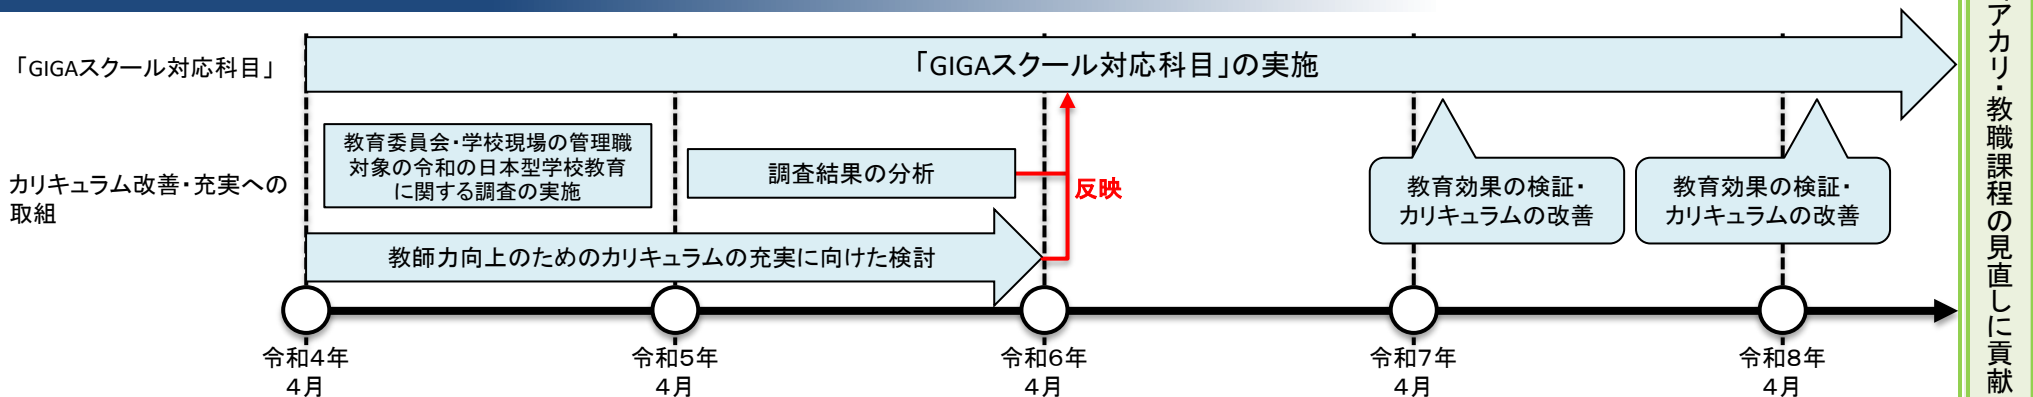 「GIGAスクール対応科目」
「GIGAスクール対応科目」の実施
カリキュラム改善・充実への
取組
教育委員会・学校現場の管理職
対象の令和の日本型学校教育
に関する調査の実施
調査結果の分析
反映
教育効果の検証・
カリキュラムの改善
教育効果の検証・
カリキュラムの改善
教師力向上のためのカリキュラムの充実に向けた検討
令和4年
4月
令和5年
4月
令和6年
4月
令和7年
4月
令和8年
4月
アカリ・教職課程の見直しに貢献